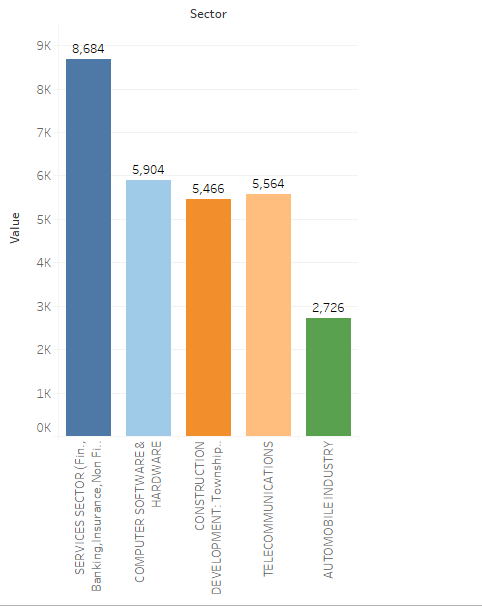 Sector
9K
8K
7K
6K
5K
4K
3K
2K
1K
0K
Value
8,684
5,904
5,466
5,564
2,726
SERVICES SECTOR (Fin.,
Banking,Insurance,Non Fi..
COMPUTER SOFTWARE &
HARDWARE
CONSTRUCTION
DEVELOPMENT: Township..
TELECOMMUNICATIONS
AUTOMOBILE INDUSTRY